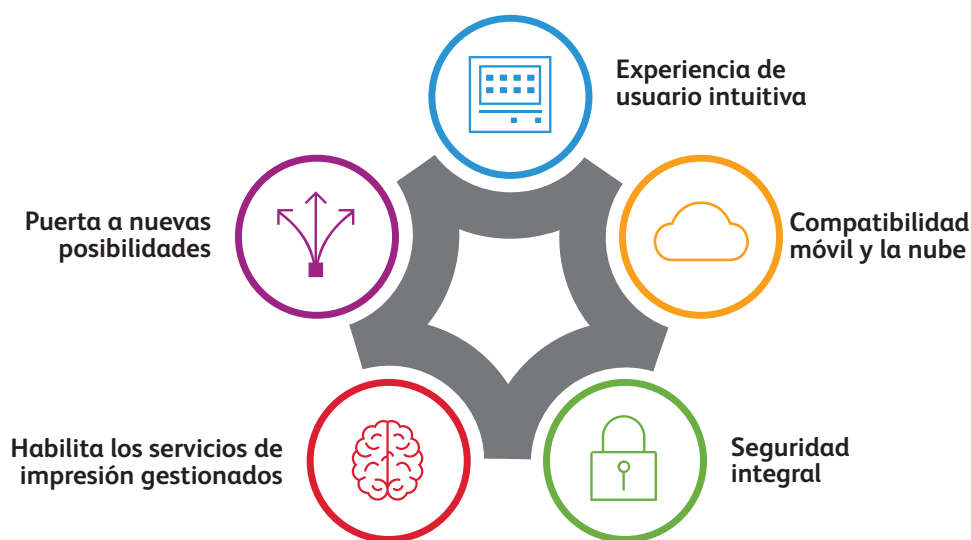 Experiencia de
usuario intuitiva
Compatibilidad
móvil y la nube
Seguridad
integral
Habilita los servicios de
impresión gestionados
Puerta a nuevas
posibilidades